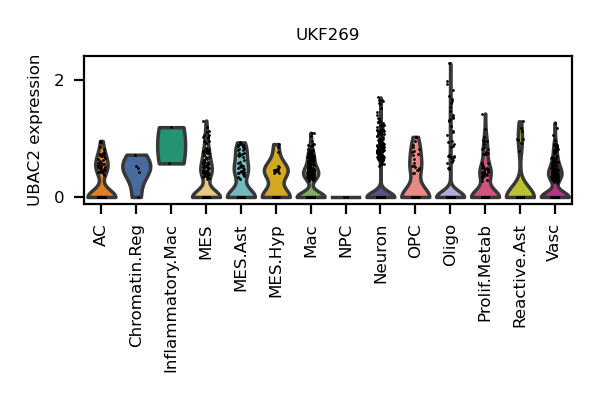 UKF269
UBAC2 expression
2
0
AC
Chromatin.Reg
Inflammatory.Mac
MES
MES.Ast
MES.Hyp
Mac
NPC
Neuron
OPC
Oligo
Prolif.Metab
Reactive.Ast
Vasc